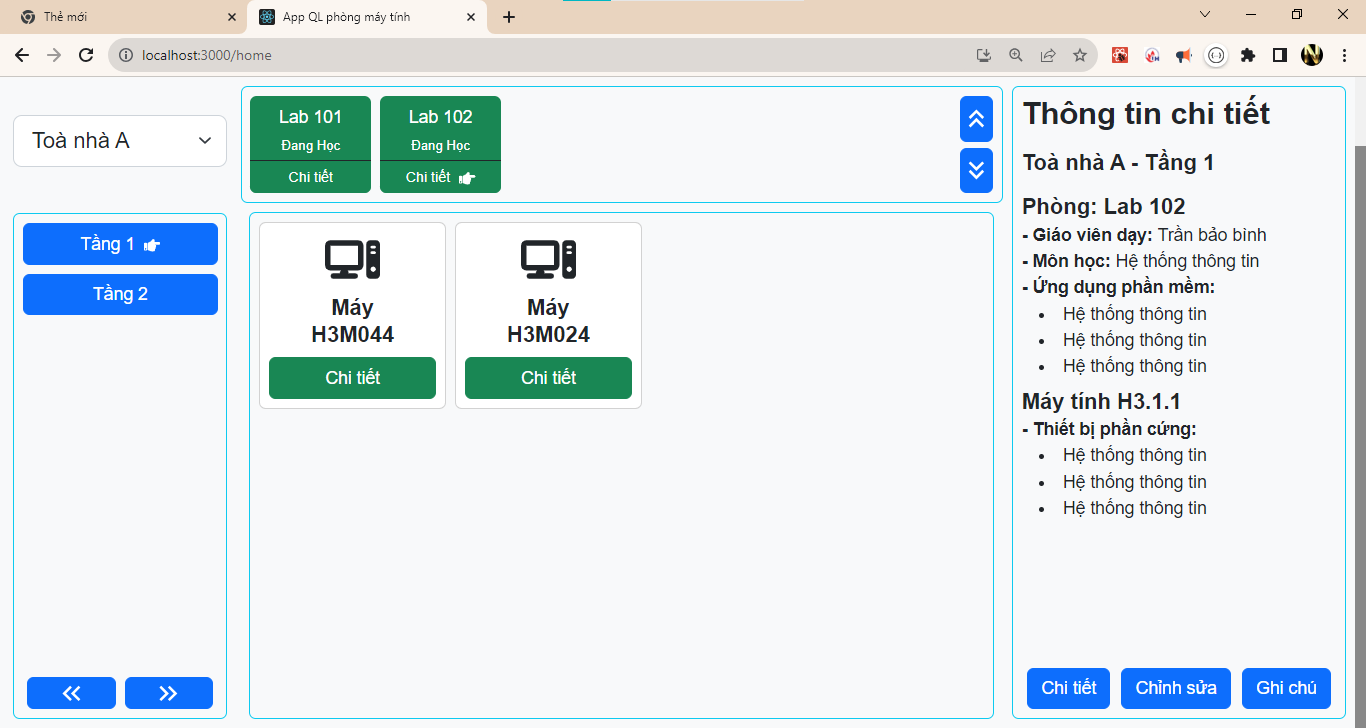 Thẻ mới
App QL phòng máy tính
localhost:3000/home
Toà nhà A
Tầng 1
Tầng 2
Lab 101
Đang Học
Chi tiết
Lab 102
Đang Học
Chi tiết
Máy
H3M044
Chi tiết
Máy
H3M024
Chi tiết
Thông tin chi tiết
Toà nhà A - Tầng 1
Phòng: Lab 102
- Giáo viên dạy: Trần bảo bình
- Môn học: Hệ thống thông tin
- Ứng dụng phần mềm:
• Hệ thống thông tin
• Hệ thống thông tin
• Hệ thống thông tin
Máy tính H3.1.1
- Thiết bị phần cứng:
• Hệ thống thông tin
• Hệ thống thông tin
• Hệ thống thông tin
Chi tiết
Chỉnh sửa
Ghi chú